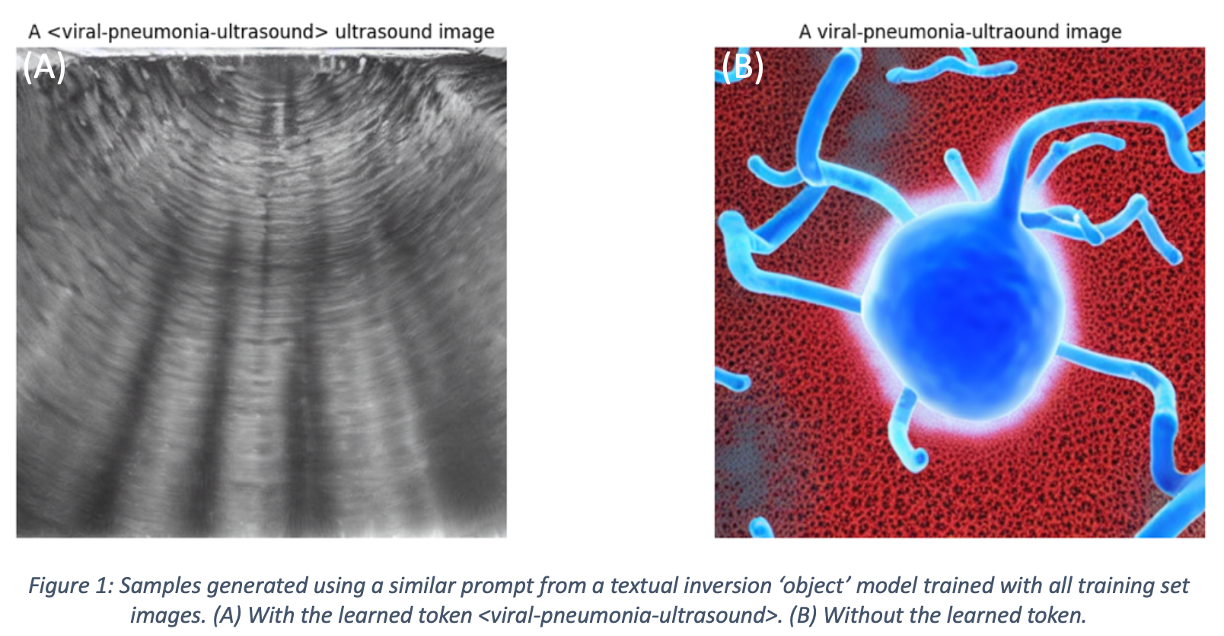 A <viral-pneumonia-ultrasound> ultrasound image
(A)
A viral-pneumonia-ultraound image
(B)
Figure 1: Samples generated using a similar prompt from a textual inversion ‘object’ model trained with all training set
images. (A) With the learned token <viral-pneumonia-ultrasound>. (B) Without the learned token.